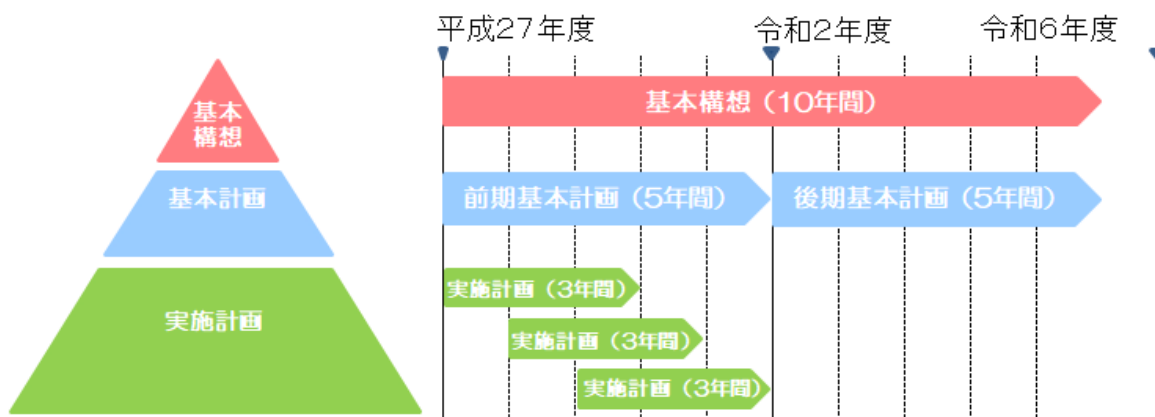 平成27年度
令和2年度
令和6年度
基本
構想
基本計画
実施計画
基本構想（10年間）
前期基本計画（5年間）
後期基本計画（5年間）
実施計画（3年間）
実施計画（3年間）
実施計画（3年間）